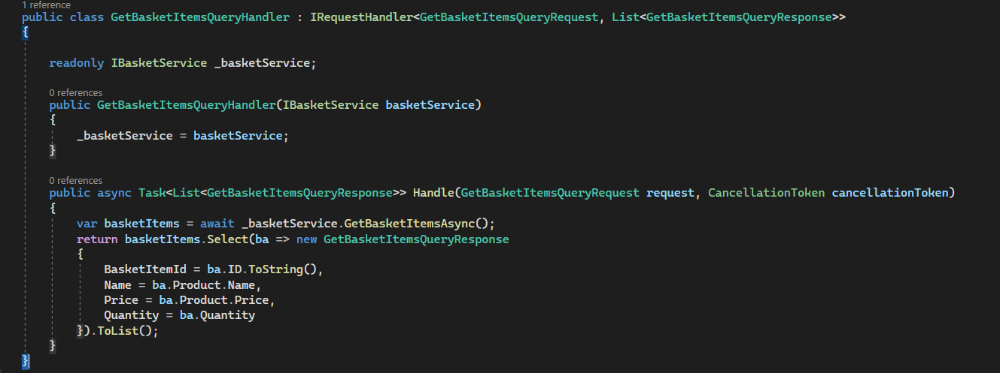 1 reference
public class GetBasketItemsQueryHandler : IRequestHandler<GetBasketItemsQueryRequest, List<GetBasketItemsQueryResponse>>
{
readonly IBasketService _basketService;
0 references
public GetBasketItemsQueryHandler(IBasketService basketService)
{
_basketService = basketService;
}
0 references
public async Task<List<GetBasketItemsQueryResponse>> Handle(GetBasketItemsQueryRequest request, CancellationToken cancellationToken)
{
var basketItems = await _basketService.GetBasketItemsAsync();
return basketItems.Select(ba => new GetBasketItemsQueryResponse
{
BasketItemId = ba.ID.ToString(),
Name = ba.Product.Name,
Price = ba.Product.Price,
Quantity = ba.Quantity
}).ToList();
}
}